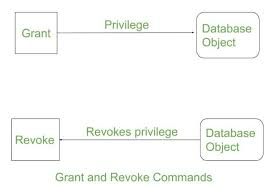 Grant
Privilege
Database
Object
Revoke
Revokes privilege
Database
Object
Grant and Revoke Commands